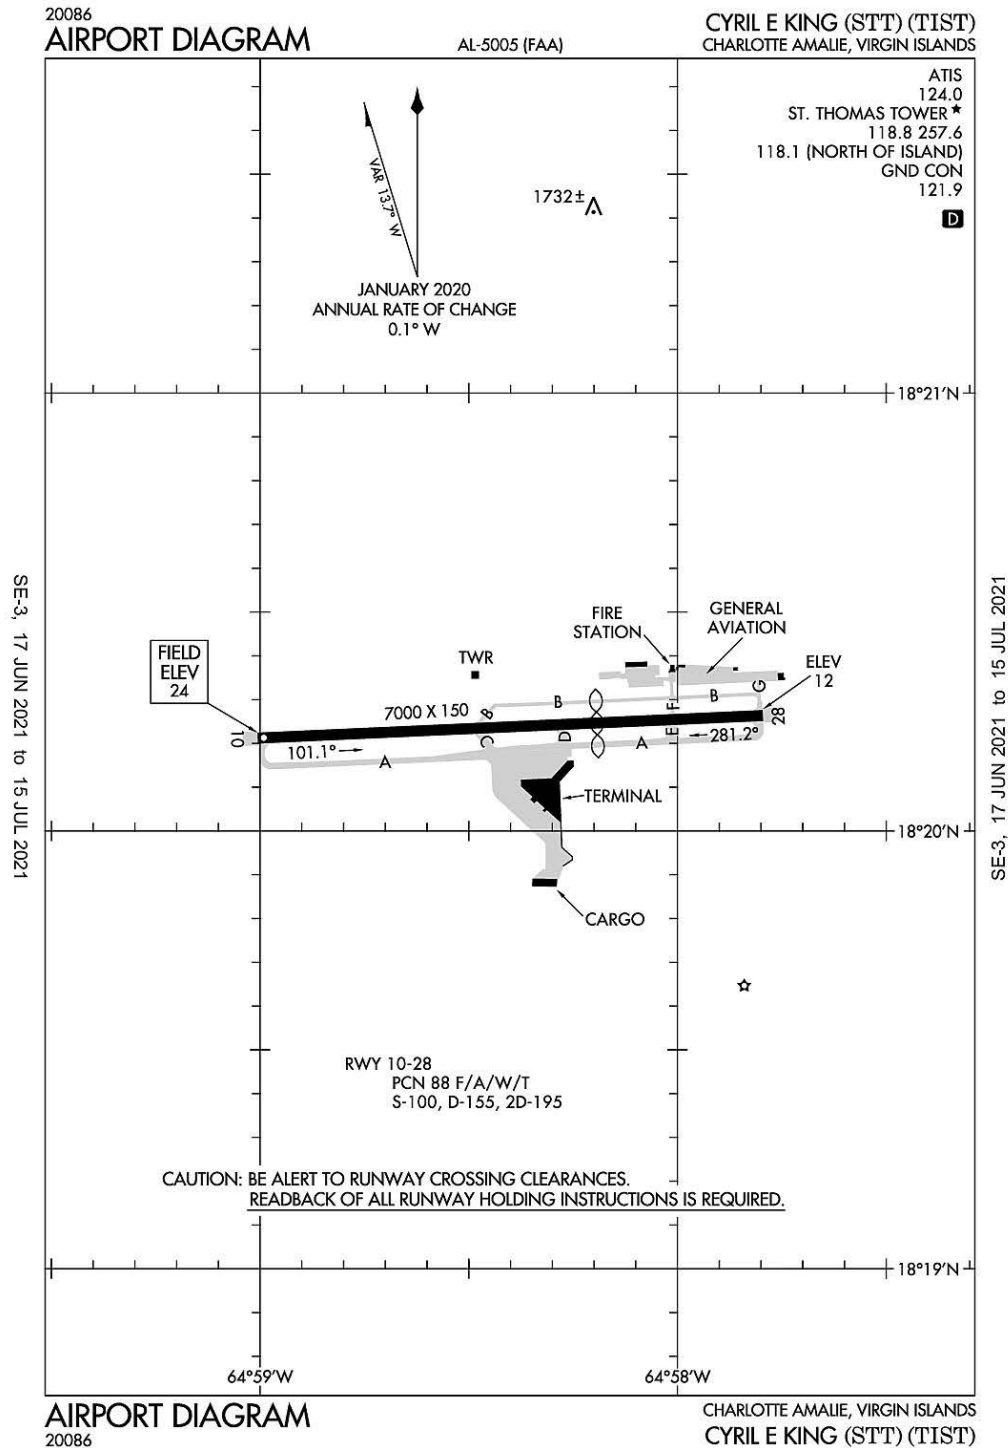 20086
AIRPORT DIAGRAM
AL-5005 (FAA)
CYRIL E KING (STT) (TIST)
CHARLOTTE AMALIE, VIRGIN ISLANDS
ATIS
124.0
ST. THOMAS TOWER★
118.8 257.6
118.1 (NORTH OF ISLAND)
GND CON
121.9
D
VAR 13.7° W
1732±
JANUARY 2020
ANNUAL RATE OF CHANGE
0.1° W
18°21'N
SE-3, 17 JUN 2021 to 15 JUL 2021
SE-3, 17 JUN 2021 to 15 JUL 2021
FIRE
STATION
GENERAL
AVIATION
FIELD
ELEV
24
TWR
ELEV
12
7000 X 150
B
B
B
G
F
10
28
101.1°
281.2°
A
C
D
A
E
TERMINAL
18°20'N
CARGO
RWY 10-28
PCN 88 F/A/W/T
S-100, D-155, 2D-195
CAUTION: BE ALERT TO RUNWAY CROSSING CLEARANCES.
READBACK OF ALL RUNWAY HOLDING INSTRUCTIONS IS REQUIRED.
18°19'N
64°59'W
64°58'W
AIRPORT DIAGRAM
20086
CHARLOTTE AMALIE, VIRGIN ISLANDS
CYRIL E KING (STT) (TIST)